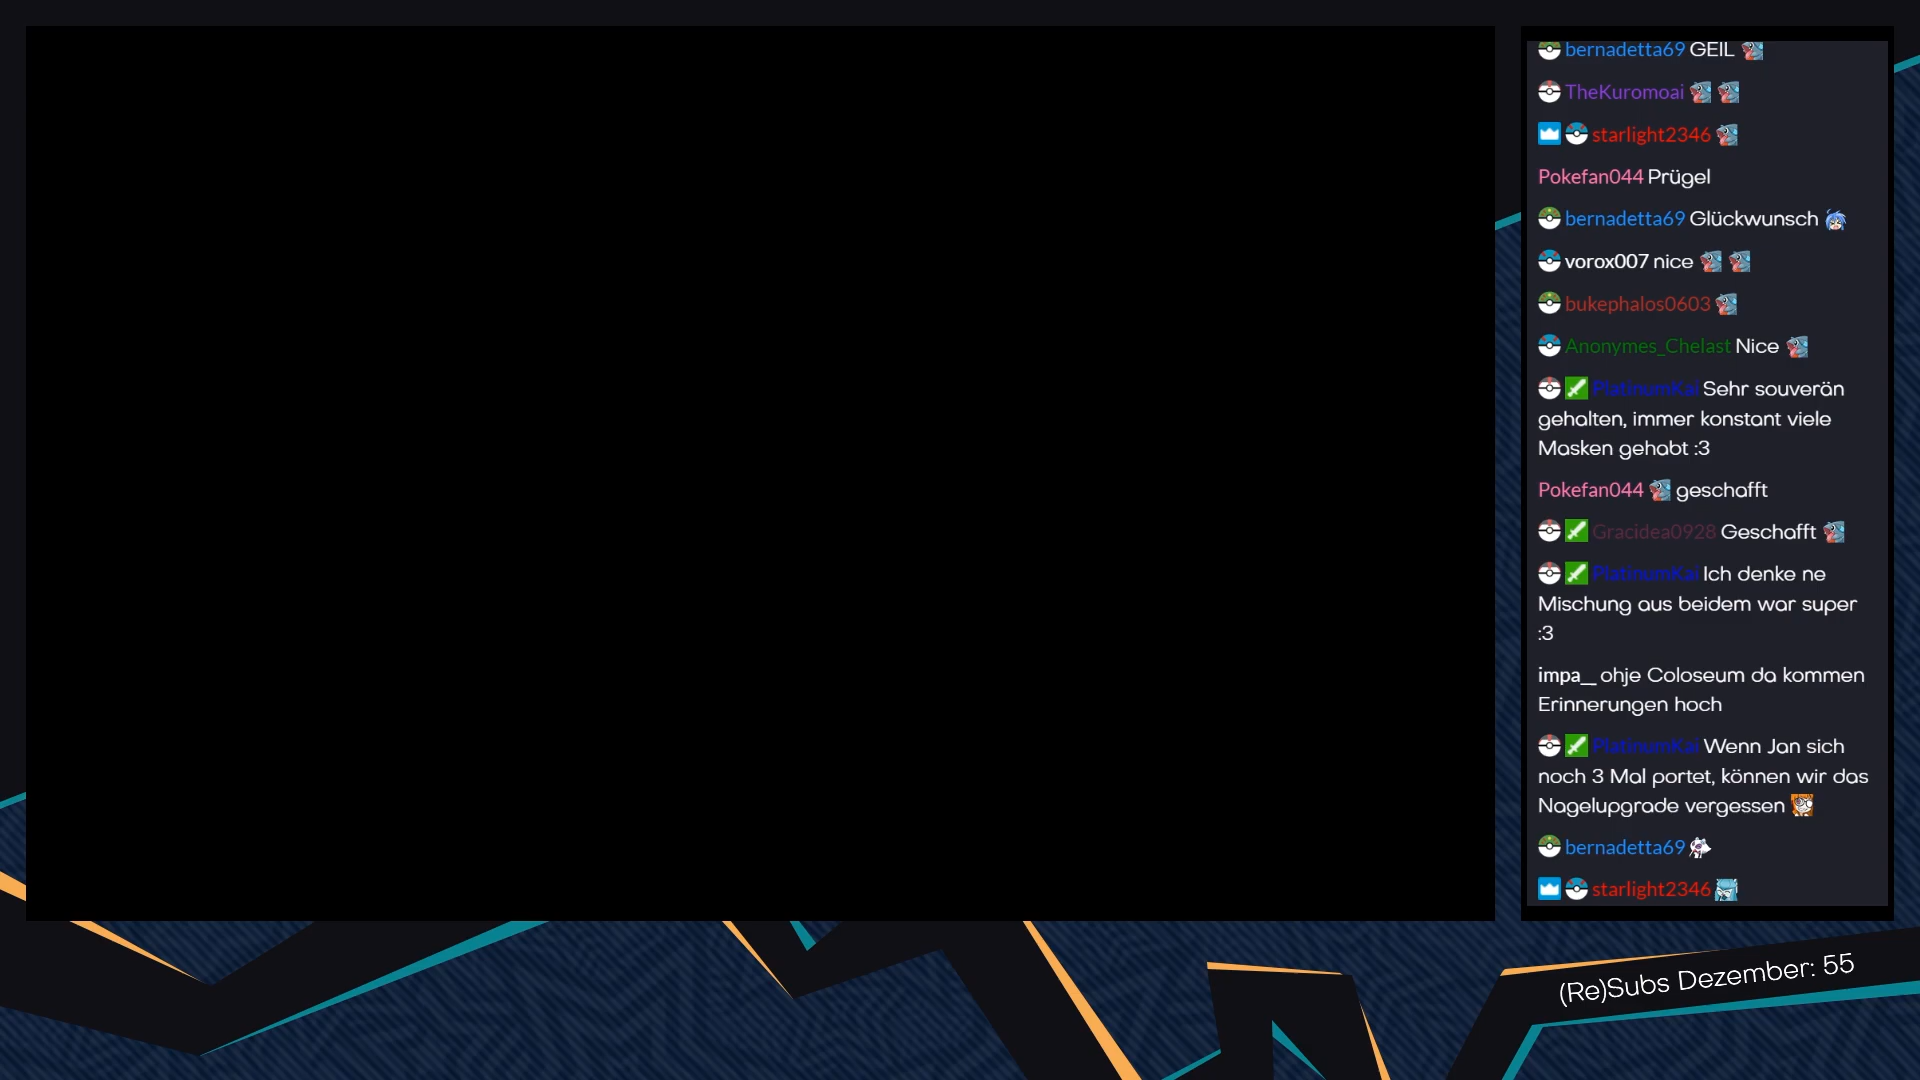 bernadetta69 GEIL
TheKuromoai
starlight2346
Pokefan044 Prügel
bernadetta69 Glückwunsch
vorox007 nice
bukephalos0603
Anonymes_Chelast Nice
PlatinumKai Sehr souverän
gehalten, immer konstant viele
Masken gehabt :3
Pokefan044 geschafft
Gracidea0928 Geschafft
PlatinumKai Ich denke ne
Mischung aus beidem war super
:3
impa__ ohje Coloseum da kommen
Erinnerungen hoch
PlatinumKai Wenn Jan sich
noch 3 Mal portet, können wir das
Nagelupgrade vergessen
bernadetta69
starlight2346
(Re)Subs Dezember: 55